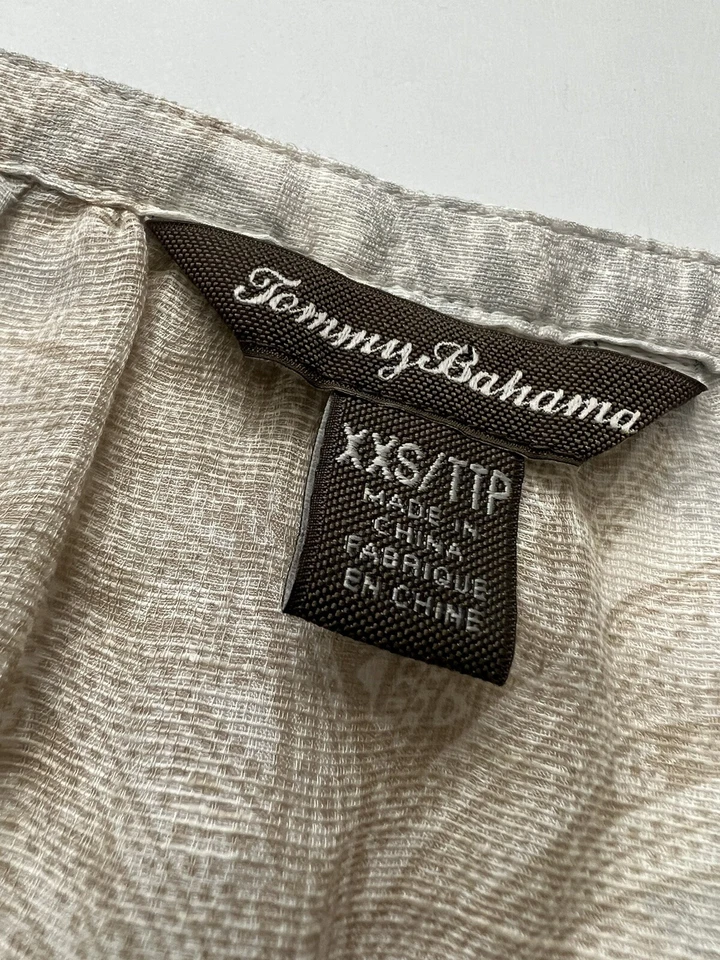 Tommy Bahama
XXS/TTP
MADE IN
CHINA
FABRIQUE
EN CHINE